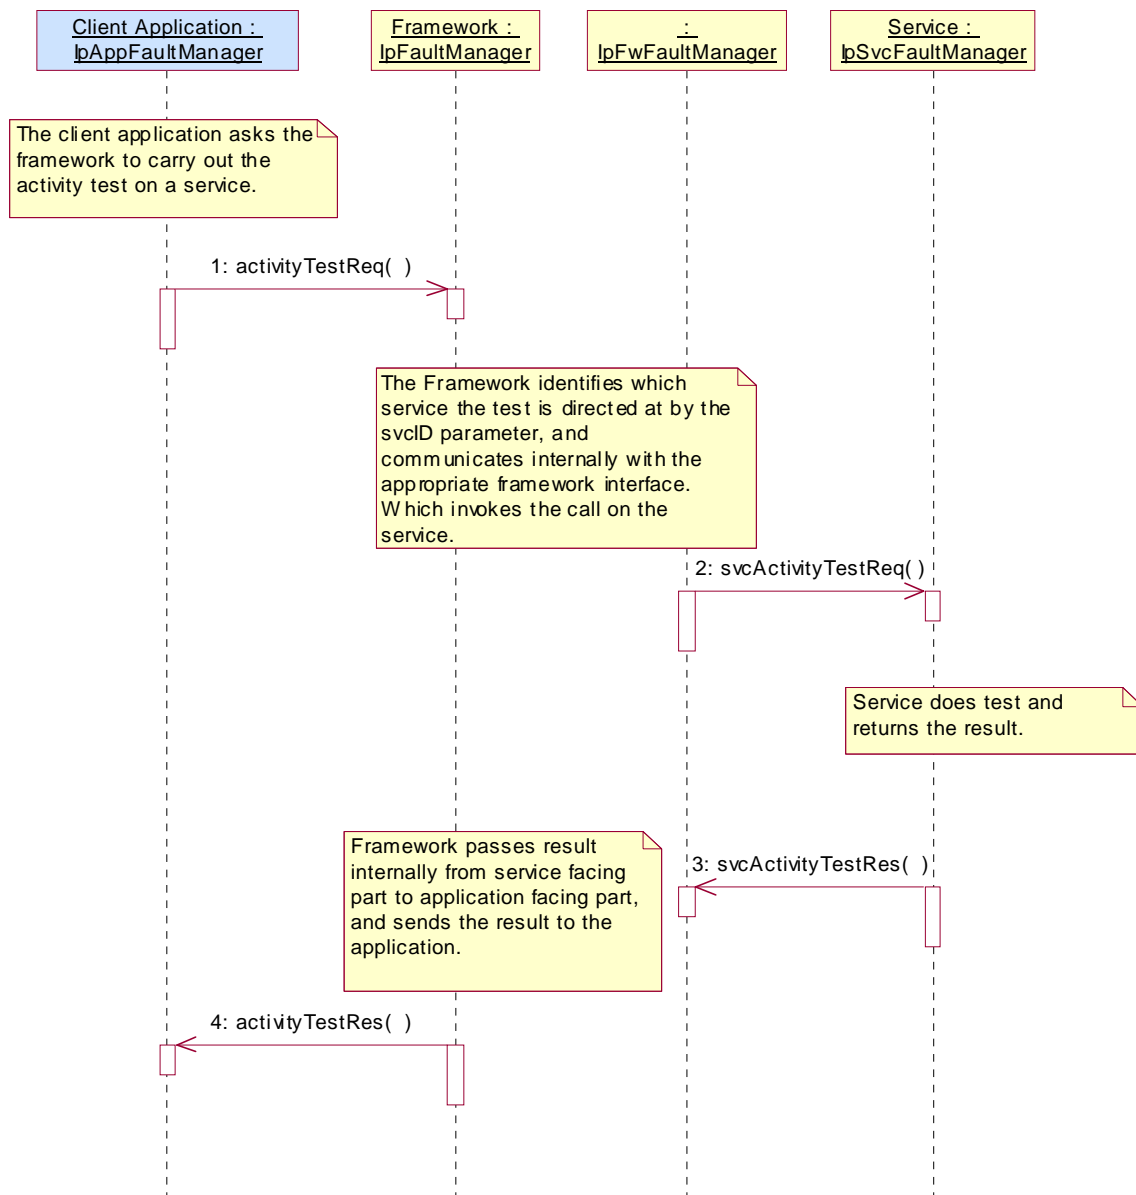 Client Application :
IpAppFaultManager
Framework :
IpFaultManager
:
IpFwFaultManager
Service :
IpSvcFaultManager
The client application asks the
framework to carry out the
activity test on a service.
1: activityTestReq( )
The Framework identifies which
service the test is directed at by the
svcID parameter, and
communicates internally with the
appropriate framework interface.
Which invokes the call on the
service.
2: svcActivityTestReq( )
Service does test and
returns the result.
Framework passes result
internally from service facing
part to application facing part,
and sends the result to the
application.
3: svcActivityTestRes( )
4: activityTestRes( )